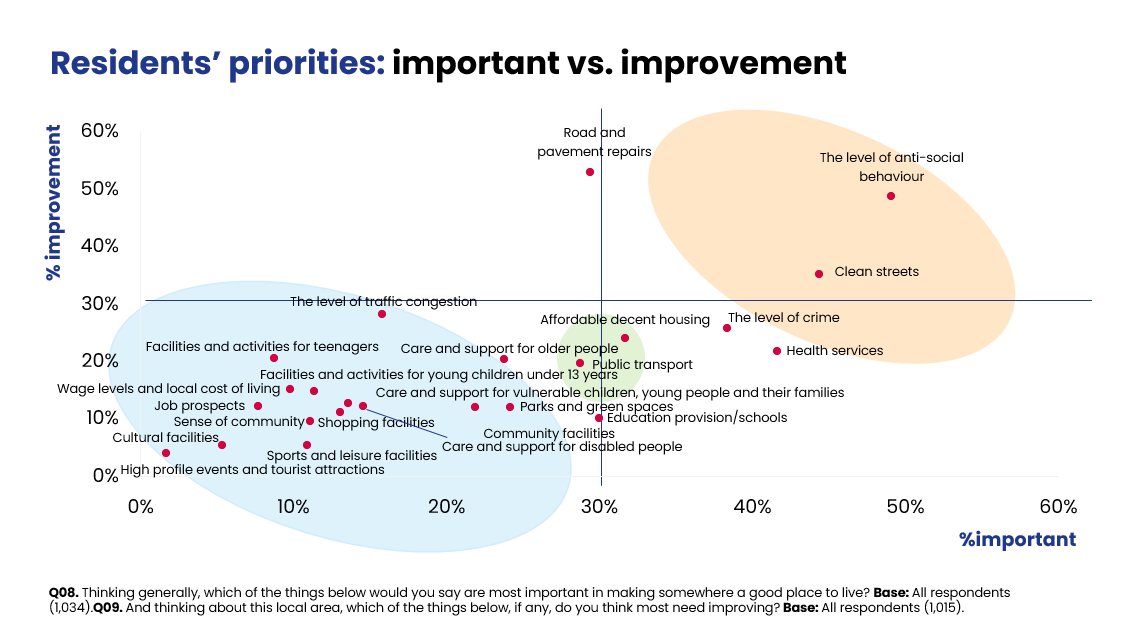 Residents’ priorities: important vs. improvement
% improvement
60%
50%
40%
30%
20%
10%
0%
Road and
pavement repairs
The level of anti-social
behaviour
Clean streets
The level of traffic congestion
Affordable decent housing
The level of crime
Facilities and activities for teenagers
Care and support for older people
Health services
Public transport
Facilities and activities for young children under 13 years
Wage levels and local cost of living
Care and support for vulnerable children, young people and their families
Job prospects
Parks and green spaces
Sense of community
Shopping facilities
Education provision/schools
Cultural facilities
Community facilities
Care and support for disabled people
Sports and leisure facilities
High profile events and tourist attractions
0%
10%
20%
30%
40%
50%
60%
%important
Q08. Thinking generally, which of the things below would you say are most important in making somewhere a good place to live? Base: All respondents
(1,034).Q09. And thinking about this local area, which of the things below, if any, do you think most need improving? Base: All respondents (1,015).